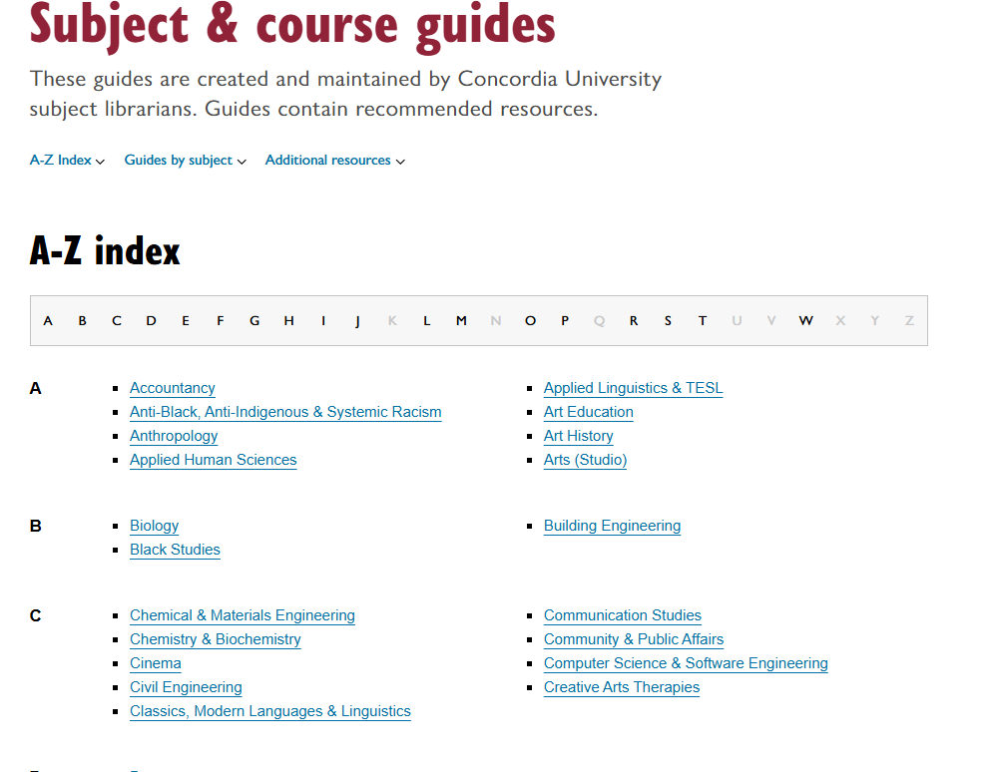 Subject & course guides
These guides are created and maintained by Concordia University
subject librarians. Guides contain recommended resources.
A-Z Index Guides by subject Additional resources
A-Z index
A B C D E F G H I J K L M N O P Q R S T U V W X Y Z
A
Accountancy
Anti-Black, Anti-Indigenous & Systemic Racism
Anthropology
Applied Human Sciences
Applied Linguistics & TESL
Art Education
Art History
Arts (Studio)
B
Biology
Black Studies
Building Engineering
C
Chemical & Materials Engineering
Chemistry & Biochemistry
Cinema
Civil Engineering
Classics, Modern Languages & Linguistics
Communication Studies
Community & Public Affairs
Computer Science & Software Engineering
Creative Arts Therapies